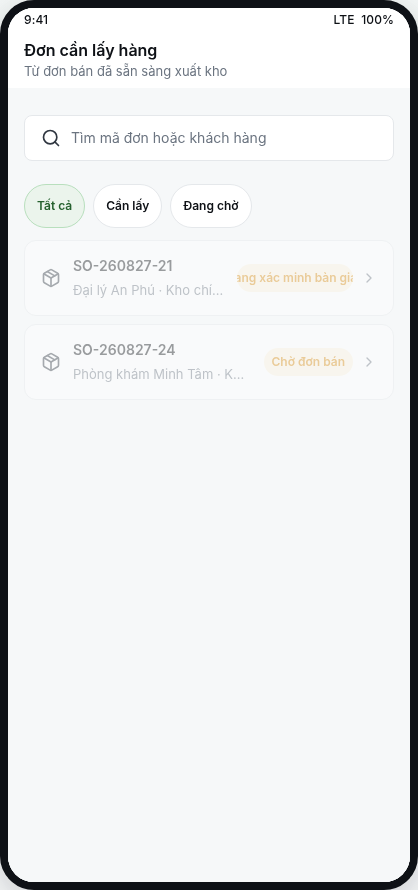 9:41 LTE 100%
Đơn cần lấy hàng
Từ đơn bán đã sẵn sàng xuất kho
Tìm mã đơn hoặc khách hàng
Tất cả Cần lấy Đang chờ
SO-260827-21
ang xác minh bàn gia
Đại lý An Phú · Kho chí...
SO-260827-24
Chờ đơn bán
Phòng khám Minh Tâm · K...